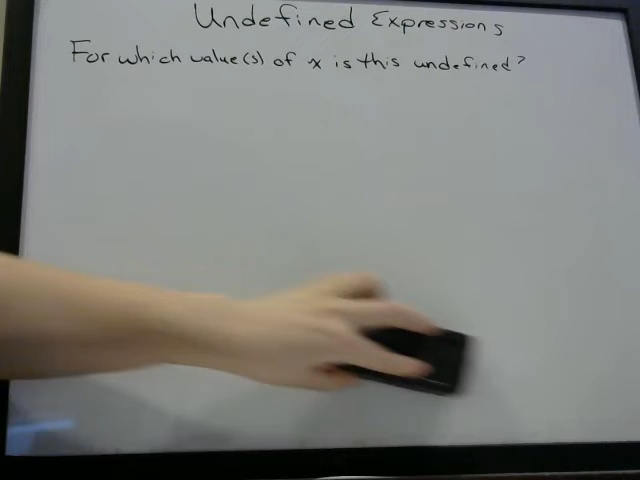 Undefined Expressions
For which value(s) of x is this undefined?